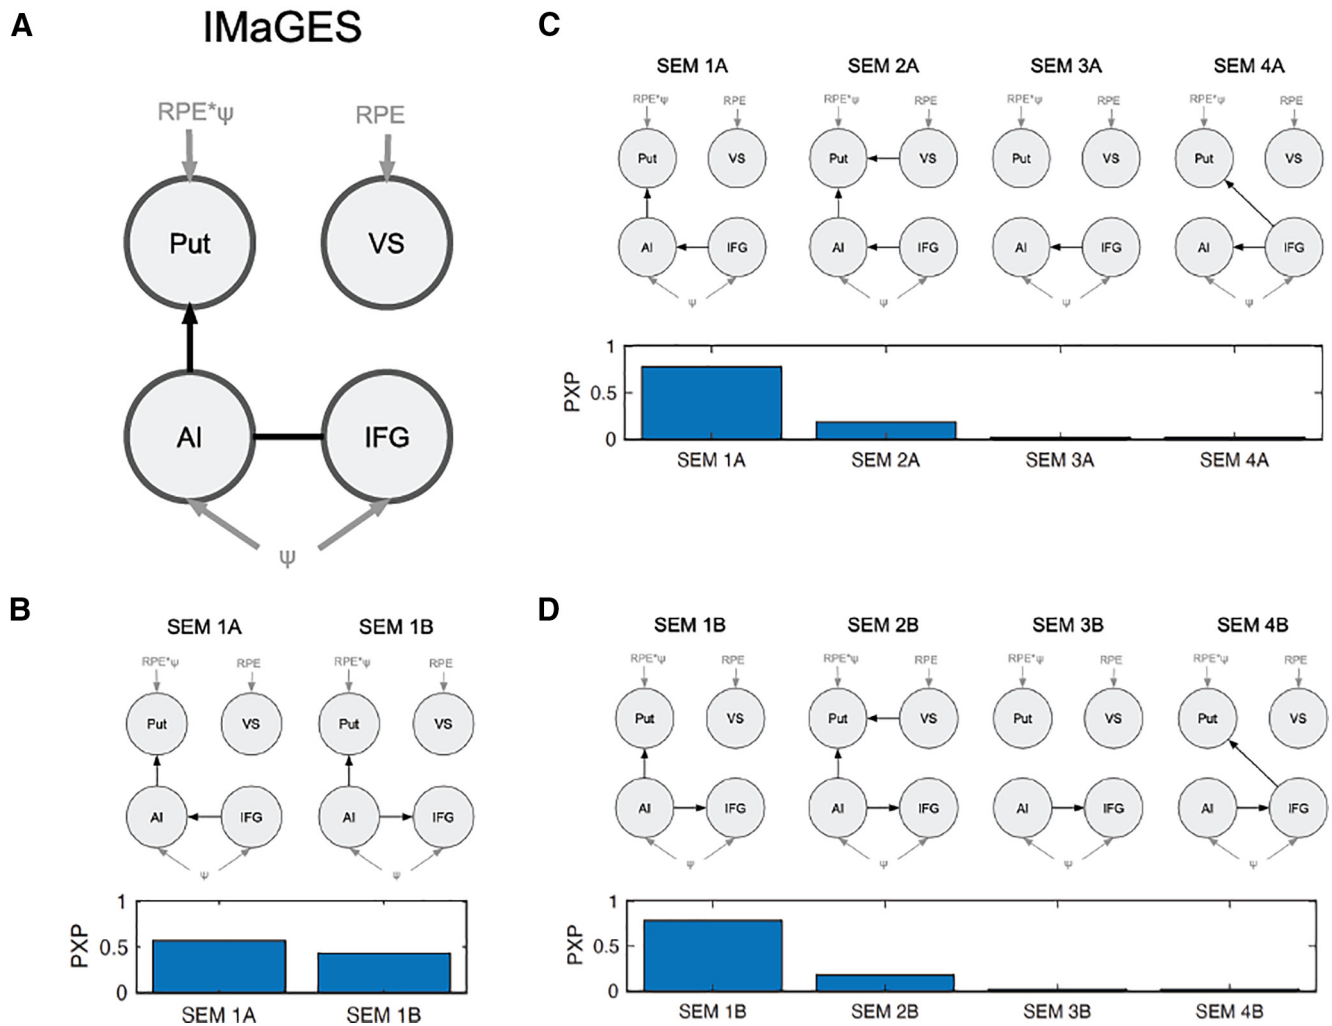 A
IMaGES
RPE*ψ RPE
Put VS
AI IFG
ψ
B
SEM 1A SEM 1B
RPE*ψ RPE RPE*ψ RPE
Put VS Put VS
AI IFG AI IFG
ψ ψ
1
0.5
0
PXP
SEM 1A SEM 1B
C
SEM 1A SEM 2A SEM 3A SEM 4A
RPE*ψ RPE RPE*ψ RPE RPE*ψ RPE RPE*ψ RPE
Put VS Put VS Put VS Put VS
AI IFG AI IFG AI IFG AI IFG
ψ ψ ψ ψ
1
0.5
0
PXP
SEM 1A SEM 2A SEM 3A SEM 4A
D
SEM 1B SEM 2B SEM 3B SEM 4B
RPE*ψ RPE RPE*ψ RPE RPE*ψ RPE RPE*ψ RPE
Put VS Put VS Put VS Put VS
AI IFG AI IFG AI IFG AI IFG
ψ ψ ψ ψ
1
0.5
0
PXP
SEM 1B SEM 2B SEM 3B SEM 4B